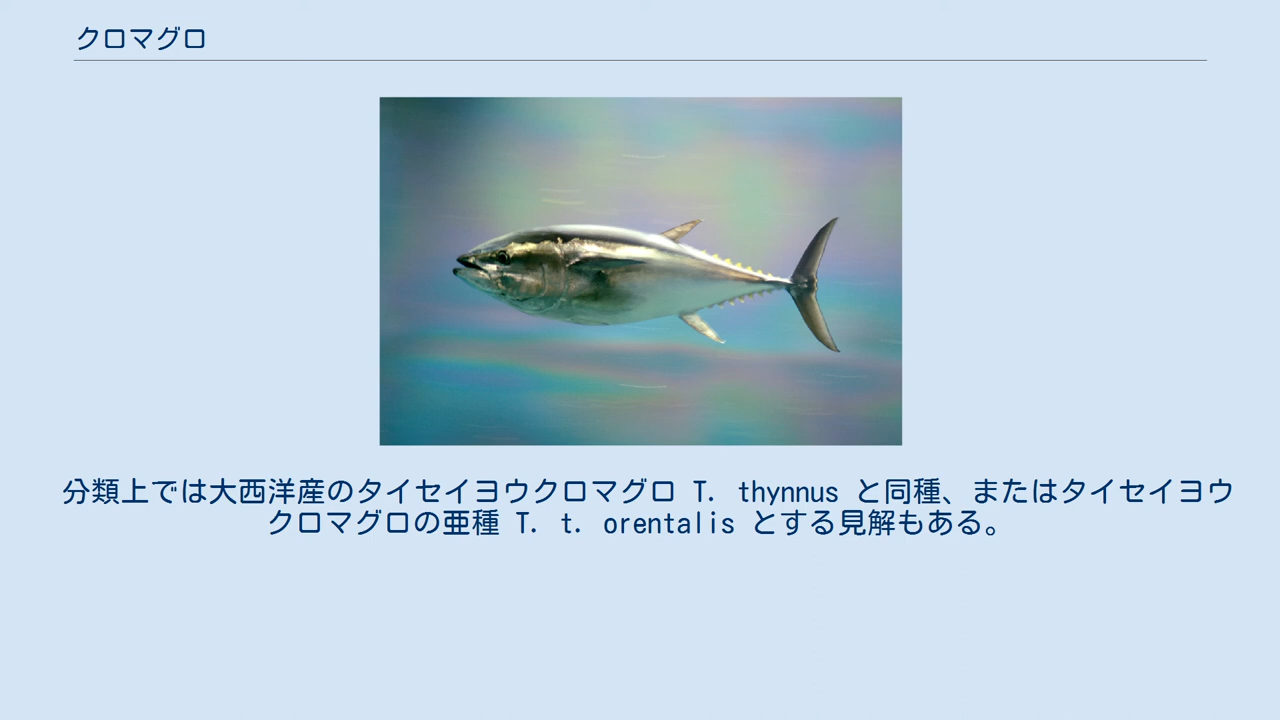 クロマグロ
分類上では大西洋産のタイセイヨウクロマグロ T. thynnus と同種、またはタイセイヨウ
クロマグロの亜種 T. t. orentalis とする見解もある。